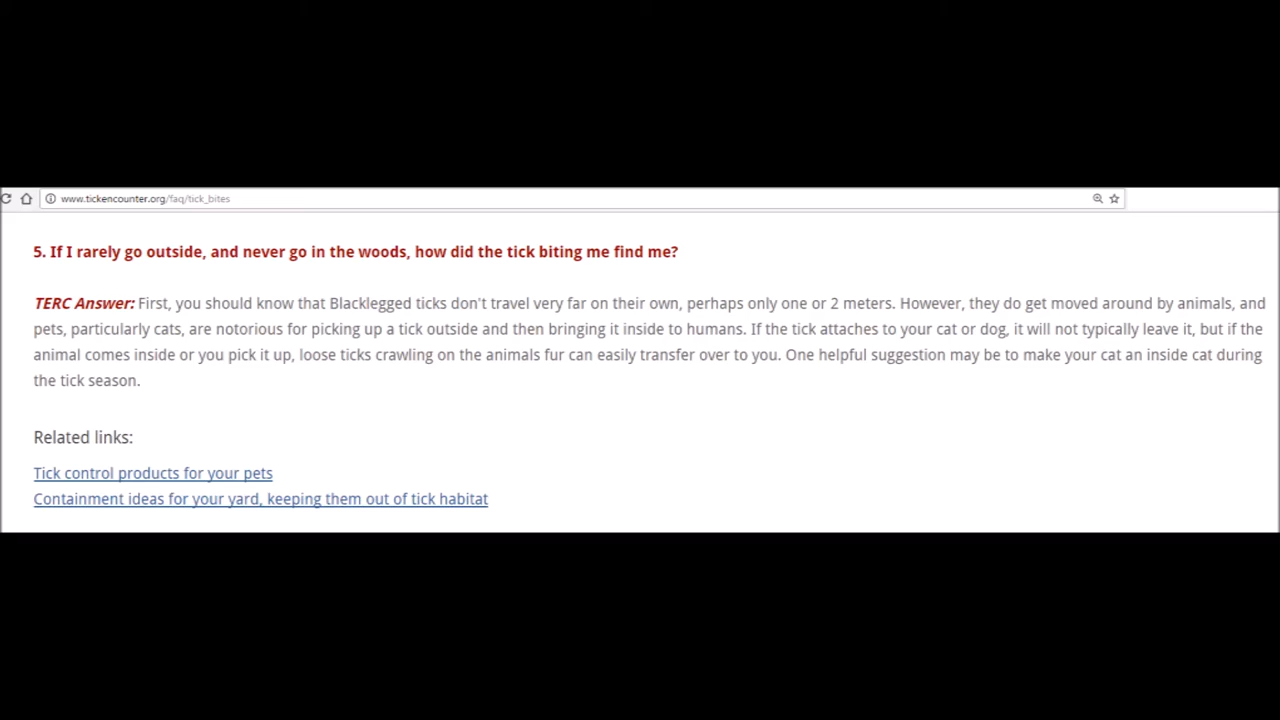 www.tickencounter.org/faq/tick_bites
5. If I rarely go outside, and never go in the woods, how did the tick biting me find me?
TERC Answer: First, you should know that Blacklegged ticks don't travel very far on their own, perhaps only one or 2 meters. However, they do get moved around by animals, and
pets, particularly cats, are notorious for picking up a tick outside and then bringing it inside to humans. If the tick attaches to your cat or dog, it will not typically leave it, but if the
animal comes inside or you pick it up, loose ticks crawling on the animals fur can easily transfer over to you. One helpful suggestion may be to make your cat an inside cat during
the tick season.
Related links:
Tick control products for your pets
Containment ideas for your yard, keeping them out of tick habitat